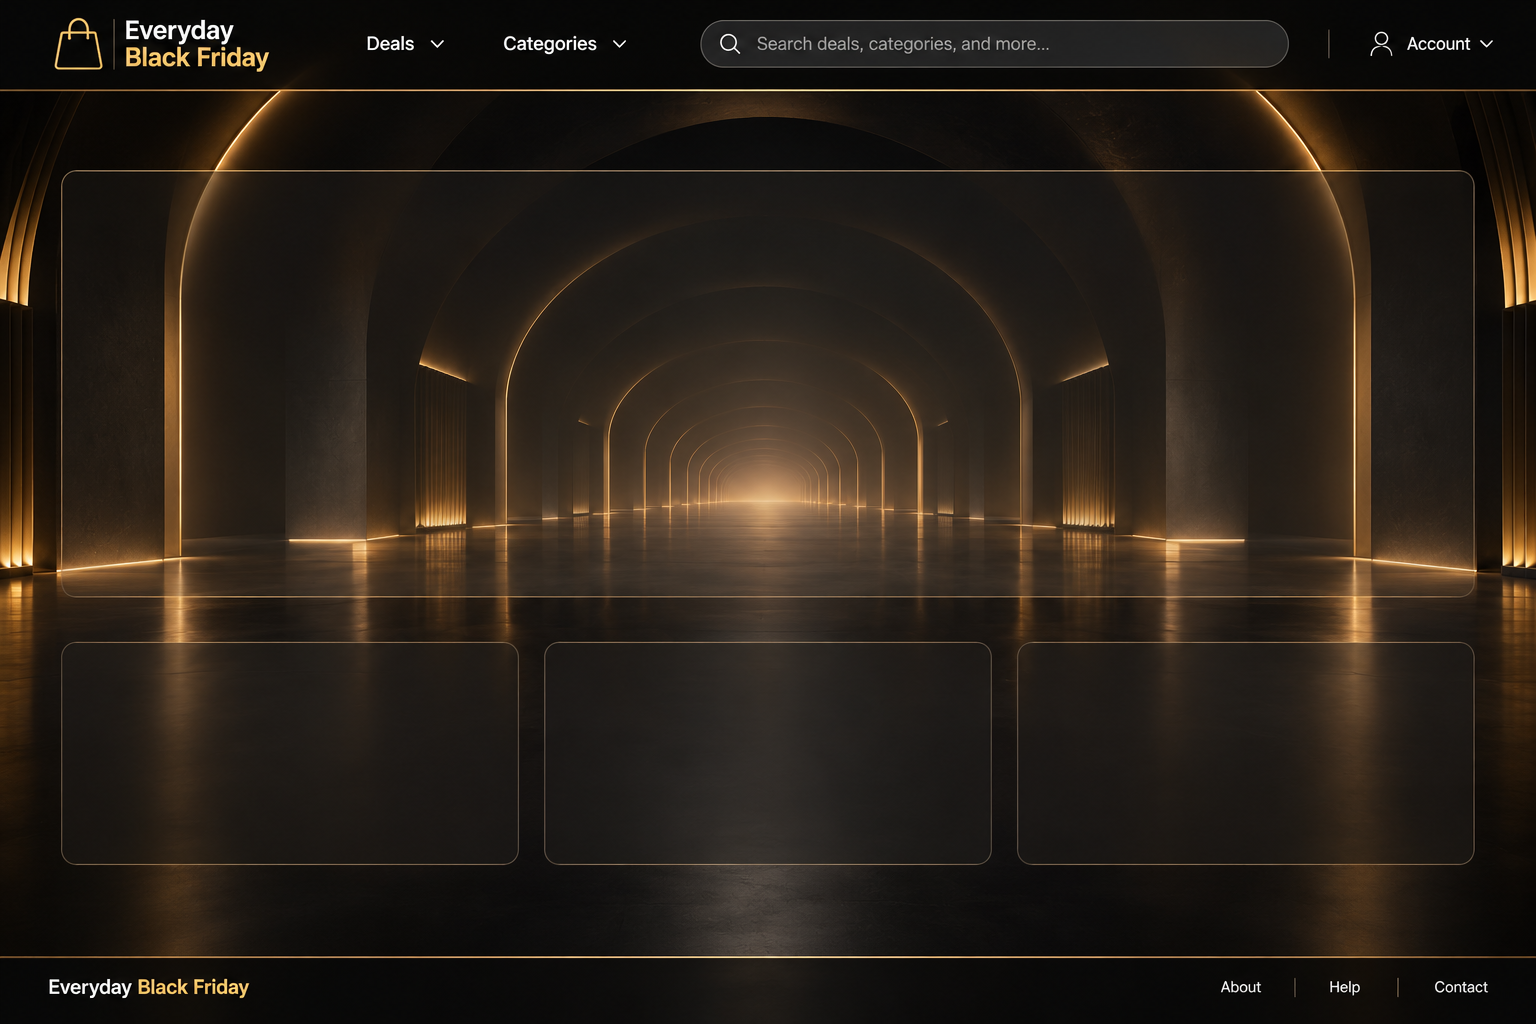 Everyday
Black Friday
Deals
Categories
Search deals, categories, and more...
Account
Everyday Black Friday
About
Help
Contact